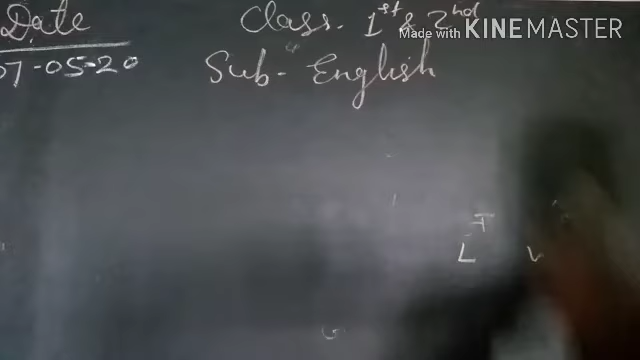 Date Class. 1st & 2nd
Made with KINEMASTER
07-05-20 Sub- English